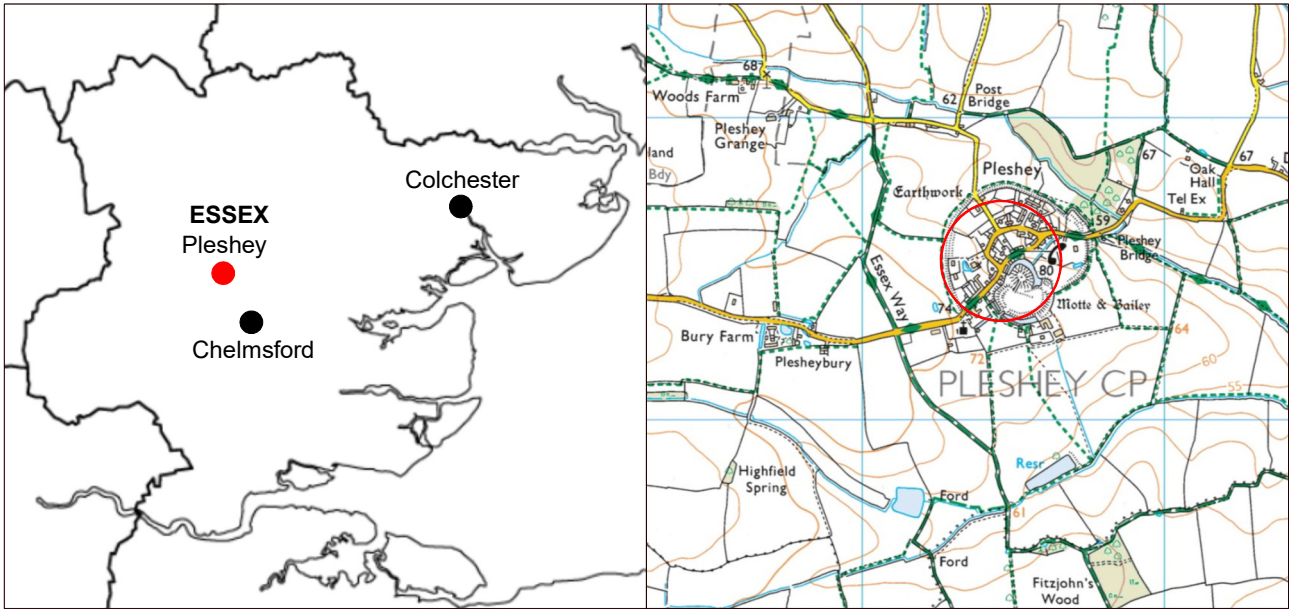 Colchester
ESSEX
Pleshey
Chelmsford
68
Woods Farm
Pleshey
Grange
land
Bdy
62
Post
Bridge
Pleshey
Earthwork
67
Oak
Hall
67
Tel Ex
59
Pleshey
Bridge
Essex Way
80
Motte & Bailey
74
64
Bury Farm
Plesheybury
72
60
55
PLESHEY CP
Highfield
Spring
Resr
Ford
61
Ford
Fitzjohn's
Wood